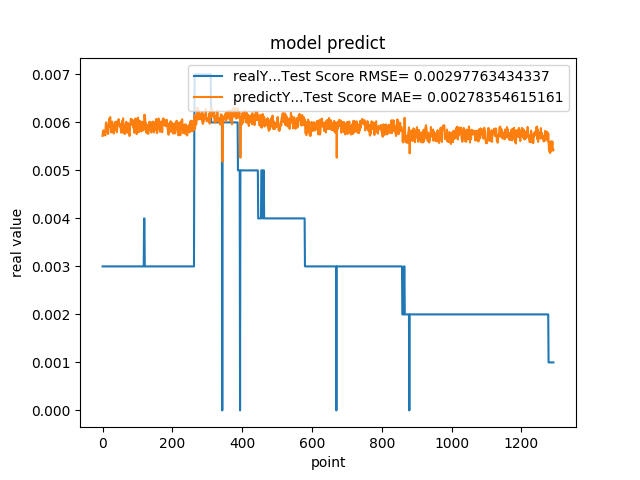 model predict
realY...Test Score RMSE= 0.00297763434337
predictY...Test Score MAE= 0.00278354615161
0.007
0.006
0.005
0.004
0.003
0.002
0.001
0.000
real value
0 200 400 600 800 1000 1200
point